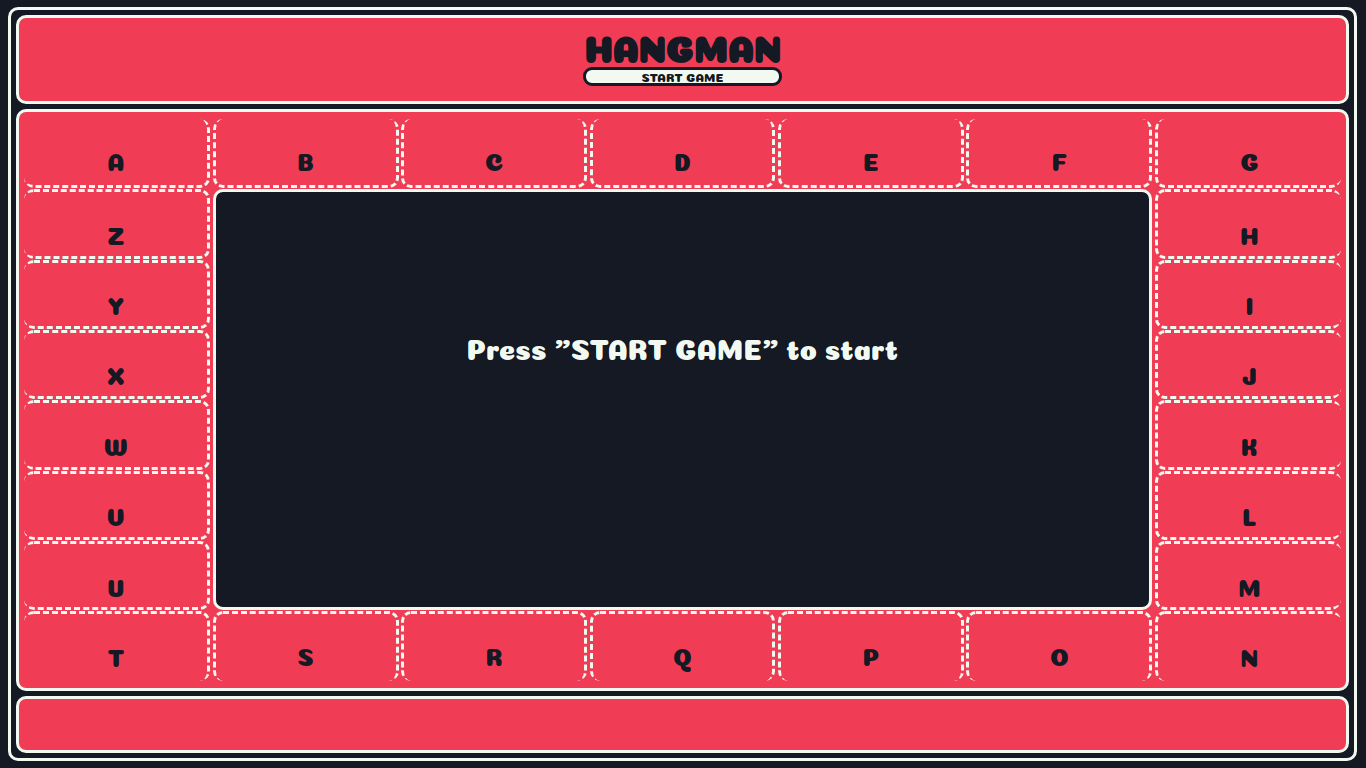 HANGMAN
START GAME
A B C D E F G
Z H
Y I
Press ”START GAME” to start
X J
W K
U L
U M
T S R Q P O N